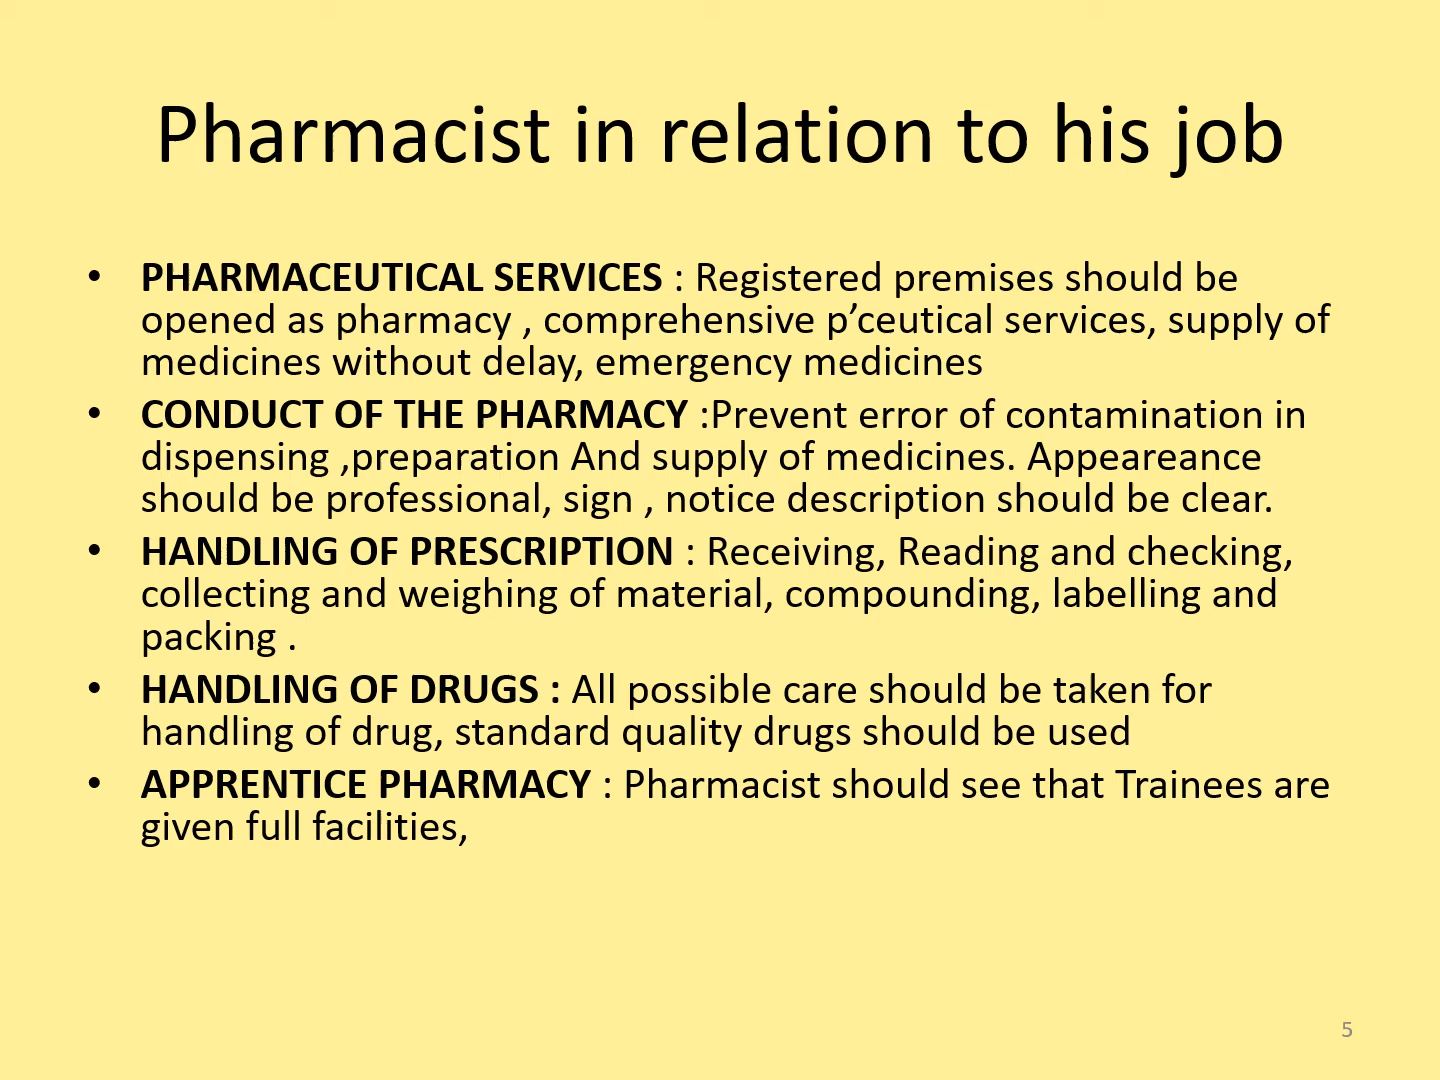 Pharmacist in relation to his job
• PHARMACEUTICAL SERVICES : Registered premises should be
opened as pharmacy , comprehensive p’ceutical services, supply of
medicines without delay, emergency medicines
• CONDUCT OF THE PHARMACY :Prevent error of contamination in
dispensing ,preparation And supply of medicines. Appeareance
should be professional, sign , notice description should be clear.
• HANDLING OF PRESCRIPTION : Receiving, Reading and checking,
collecting and weighing of material, compounding, labelling and
packing .
• HANDLING OF DRUGS : All possible care should be taken for
handling of drug, standard quality drugs should be used
• APPRENTICE PHARMACY : Pharmacist should see that Trainees are
given full facilities,
5